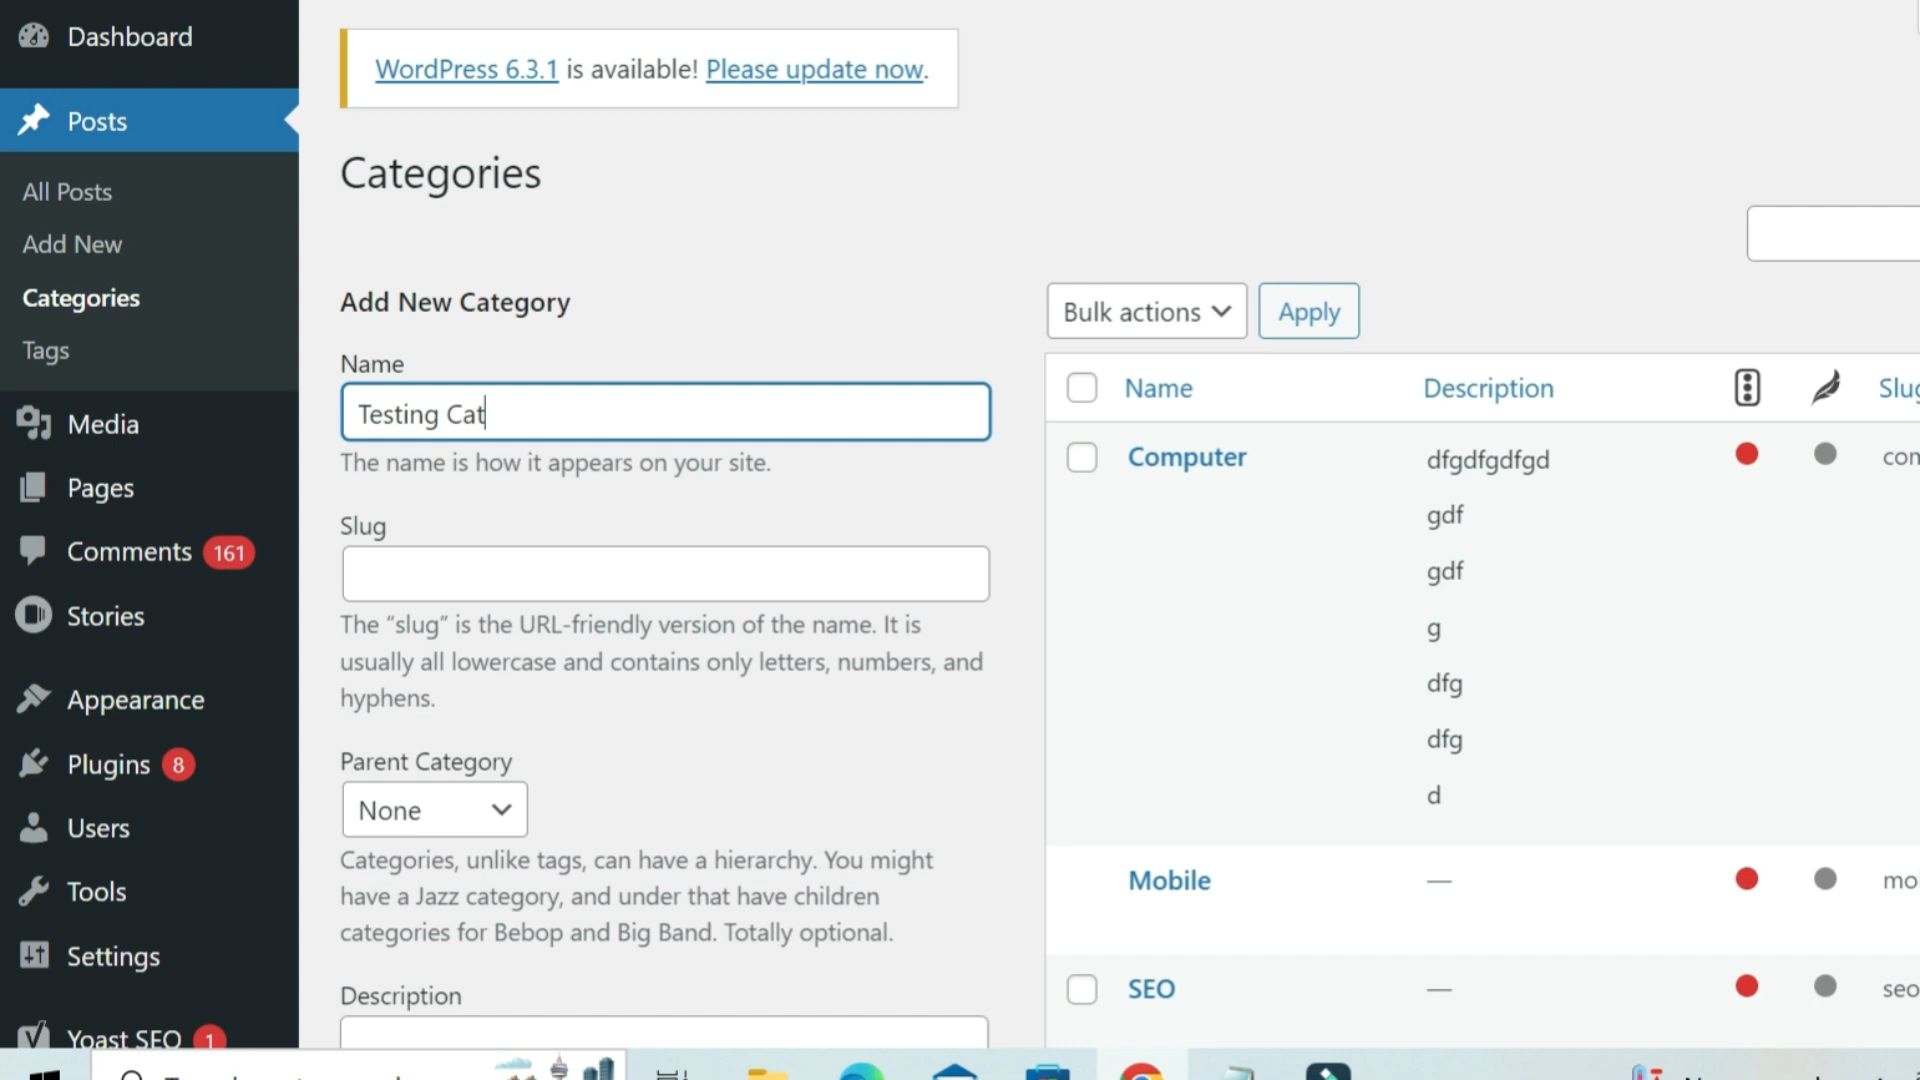 Dashboard
Posts
All Posts
Add New
Categories
Tags
Media
Pages
Comments 161
Stories
Appearance
Plugins 8
Users
Tools
Settings
Yoast SEO 1
WordPress 6.3.1 is available! Please update now.
Categories
Add New Category
Name
Testing Cat
The name is how it appears on your site.
Slug
The “slug” is the URL-friendly version of the name. It is
usually all lowercase and contains only letters, numbers, and
hyphens.
Parent Category
None
Categories, unlike tags, can have a hierarchy. You might
have a Jazz category, and under that have children
categories for Bebop and Big Band. Totally optional.
Description
Bulk actions Apply
Name Description
Computer dfgdfgdfgd
gdf
gdf
g
dfg
dfg
d
Mobile —
SEO — seo